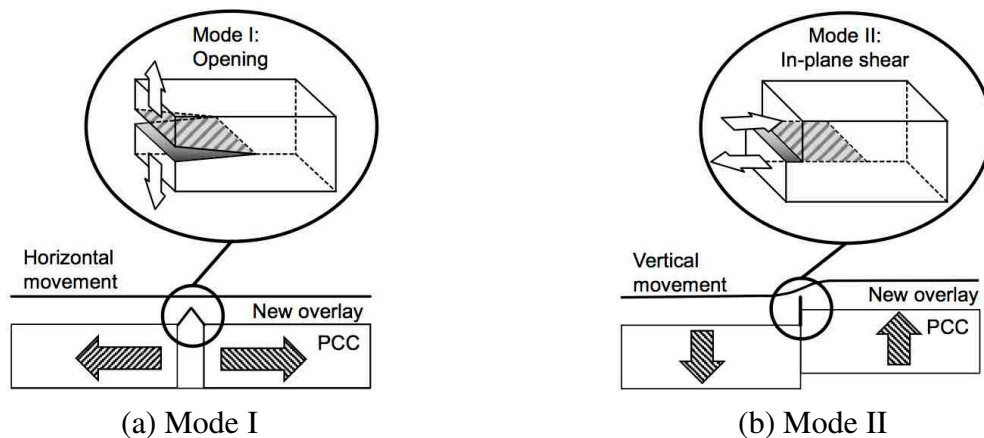 Mode I:
Opening
Horizontal
movement
New overlay
PCC
(a) Mode I
Mode II:
In-plane shear
Vertical
movement
New overlay
PCC
(b) Mode II